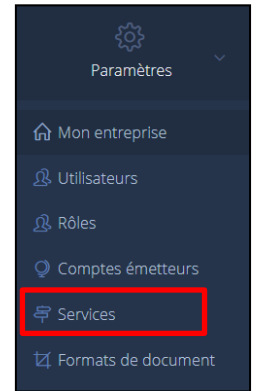 Paramètres
Mon entreprise
Utilisateurs
Rôles
Comptes émetteurs
Services
Formats de document